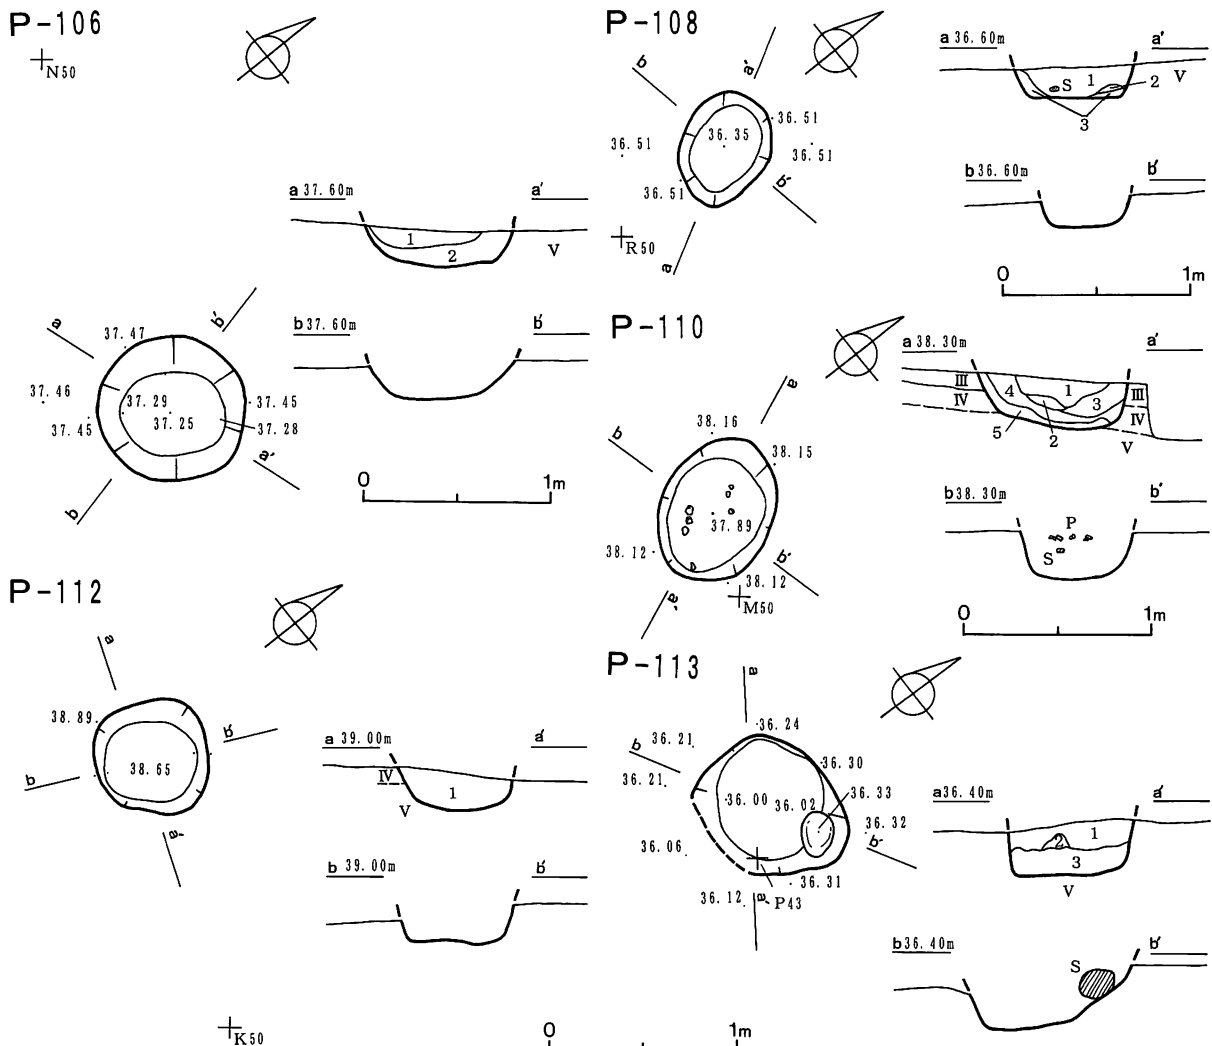 P-106
N50
a 37.60m a'
1
2
V
b 37.60m b'
a
b'
37.47
37.46
37.29
37.45
37.45
37.25
37.28
a'
b
0 1m
P-108
b
a'
36.51
36.35
36.51
36.51
36.51
b'
R50
a
a 36.60m a'
S 1 2
V
3
b 36.60m b'
0 1m
P-110
a
38.16
b
38.15
37.89
38.12
b'
38.12
a'
M50
a 38.30m a'
III 4 1 3 III
IV IV
5 2 V
b 38.30m b'
P
S
0 1m
P-112
a
38.89
b'
38.65
b
a'
a 39.00m a'
IV
1
V
b 39.00m b'
K50
0 1m
P-113
a
36.24
36.21
b
36.30
36.21
36.33
36.00 36.02
36.32
36.06
b'
36.31
36.12
a' P43
a 36.40m a'
1
2
3
V
b 36.40m b'
S